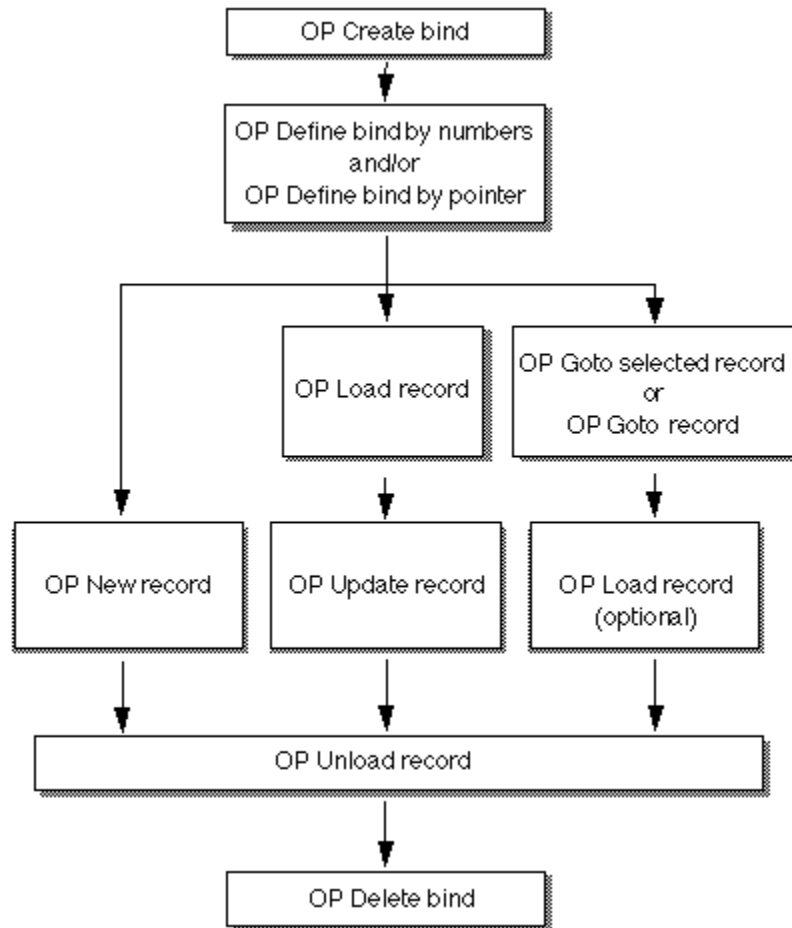 OP Create bind
OP Define bind by numbers
and/or
OP Define bind by pointer
OP Load record
OP Goto selected record
or
OP Goto record
OP New record
OP Update record
OP Load record
(optional)
OP Unload record
OP Delete bind